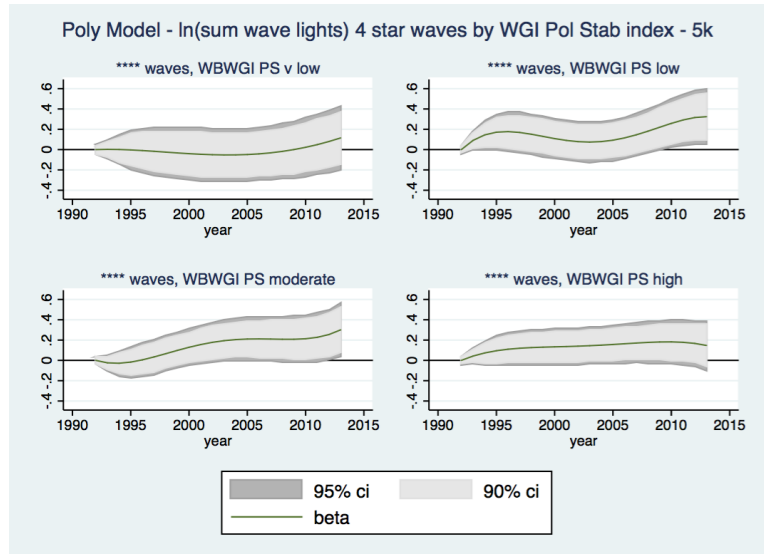 Poly Model - ln(sum wave lights) 4 star waves by WGI Pol Stab index - 5k
**** waves, WBWGI PS v low
.6
.4
.2
0
-.2
-.4
1990 1995 2000 2005 2010 2015
year
**** waves, WBWGI PS low
.6
.4
.2
0
-.2
-.4
1990 1995 2000 2005 2010 2015
year
**** waves, WBWGI PS moderate
.6
.4
.2
0
-.2
-.4
1990 1995 2000 2005 2010 2015
year
**** waves, WBWGI PS high
.6
.4
.2
0
-.2
-.4
1990 1995 2000 2005 2010 2015
year
95% ci 90% ci
beta